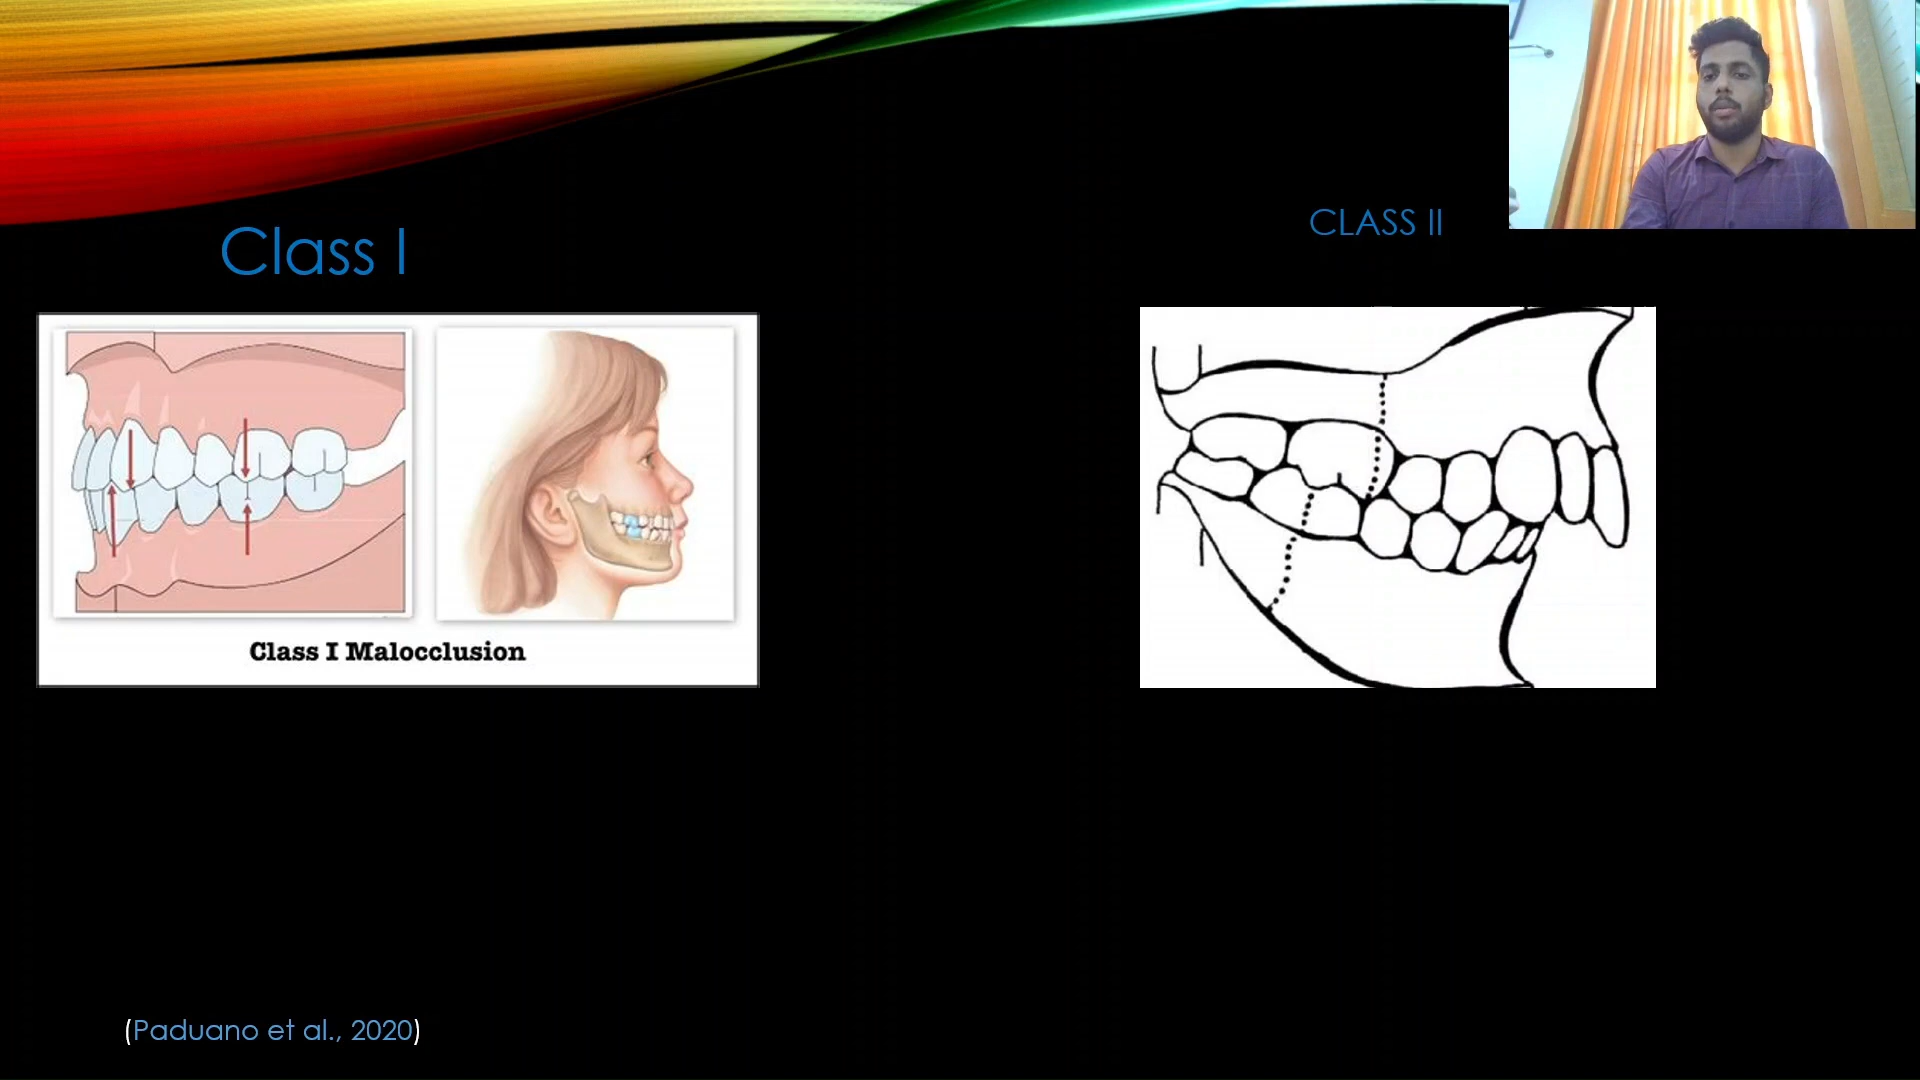 Class I
CLASS II
Class I Malocclusion
(Paduano et al., 2020)